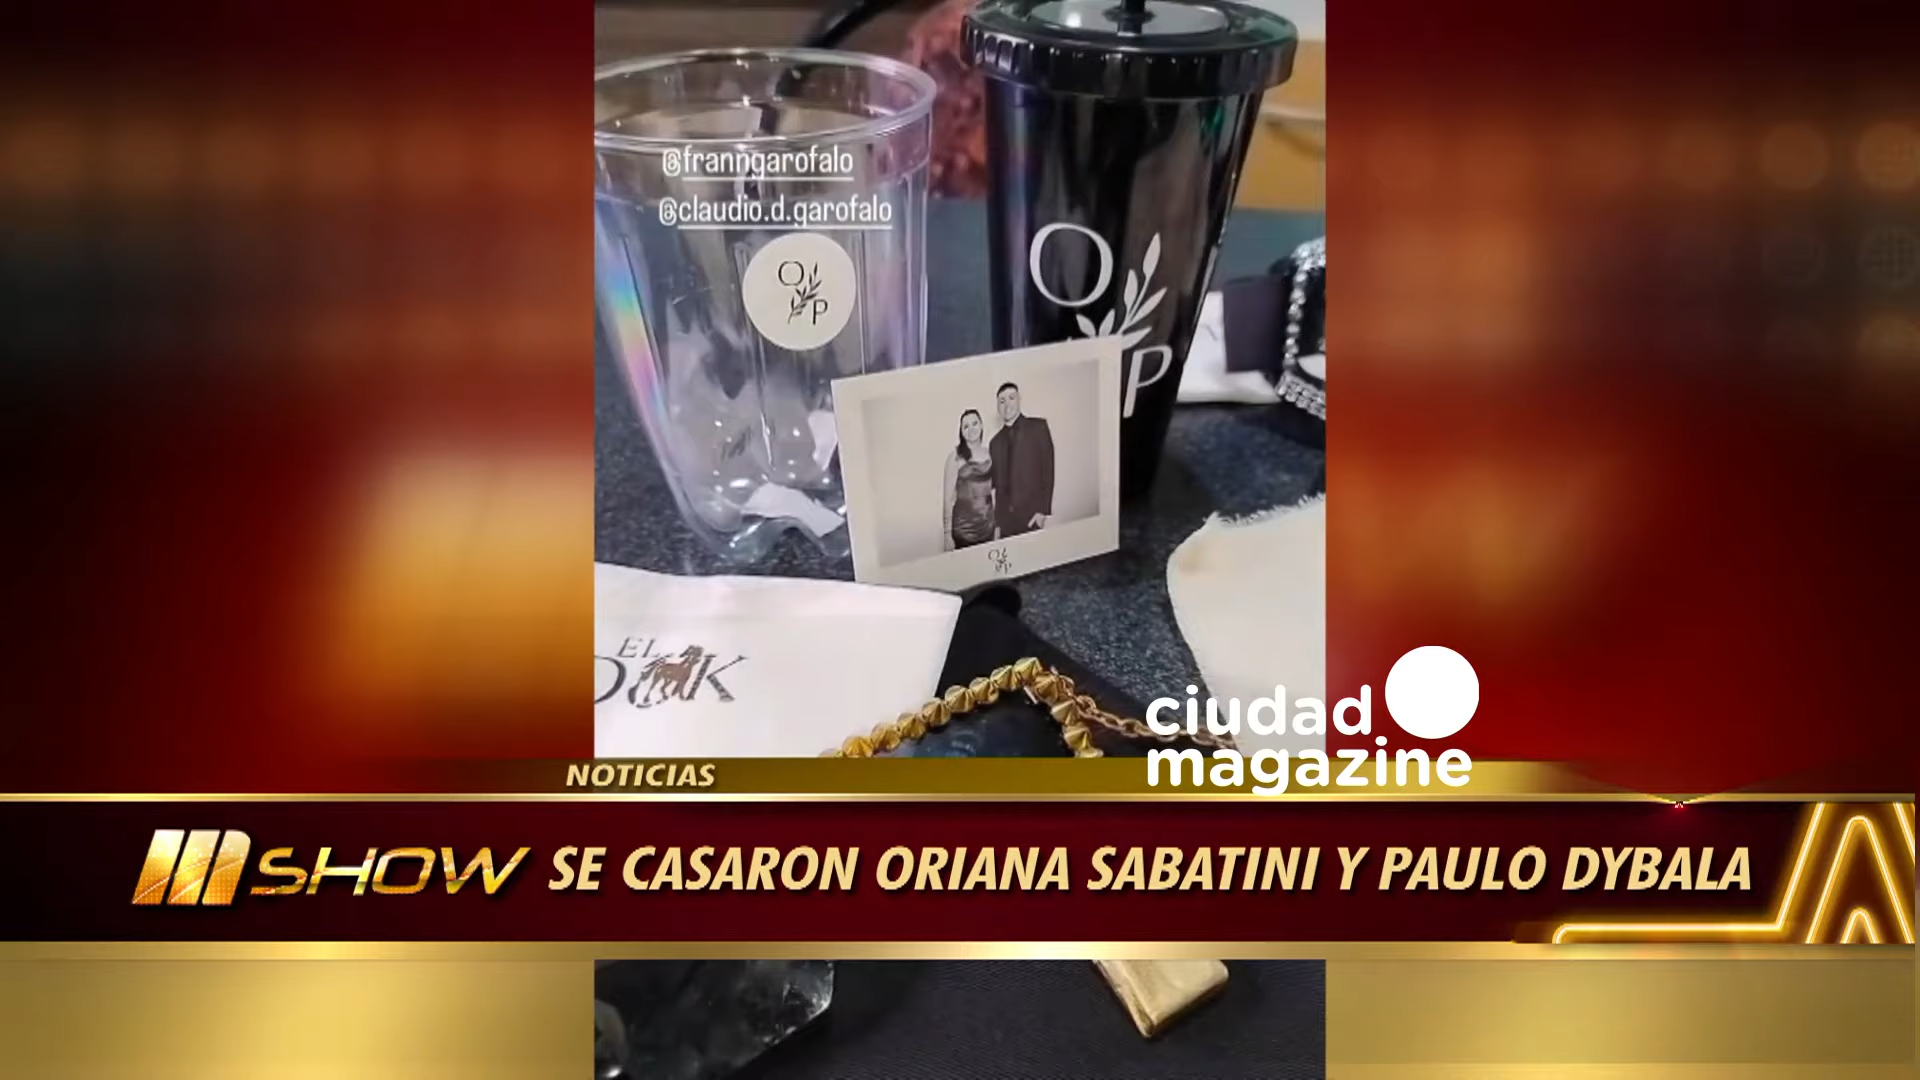 @franngarofalo
@claudio.d.garofalo
O
P
O
P
O
P
EL
K
ciudad
magazine
NOTICIAS
M SHOW
SE CASARON ORIANA SABATINI Y PAULO DYBALA